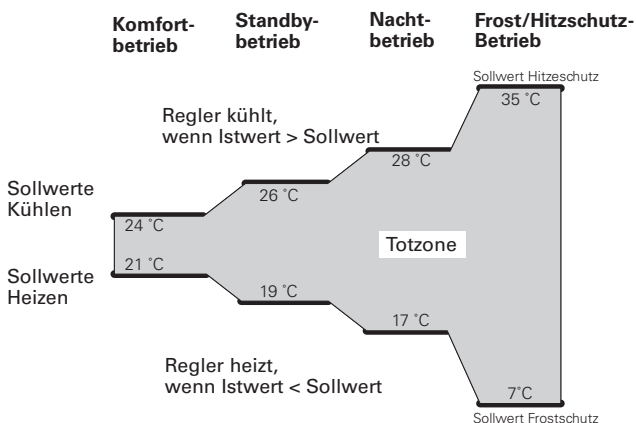 Komfort-
betrieb
Standby-
betrieb
Nacht-
betrieb
Frost/Hitzschutz-
Betrieb
Sollwert Hitzeschutz
35 °C
Regler kühlt,
wenn Istwert > Sollwert
28 °C
Sollwerte
Kühlen
26 °C
24 °C
Totzone
21 °C
Sollwerte
Heizen
19 °C
17 °C
Regler heizt,
wenn Istwert < Sollwert
7°C
Sollwert Frostschutz